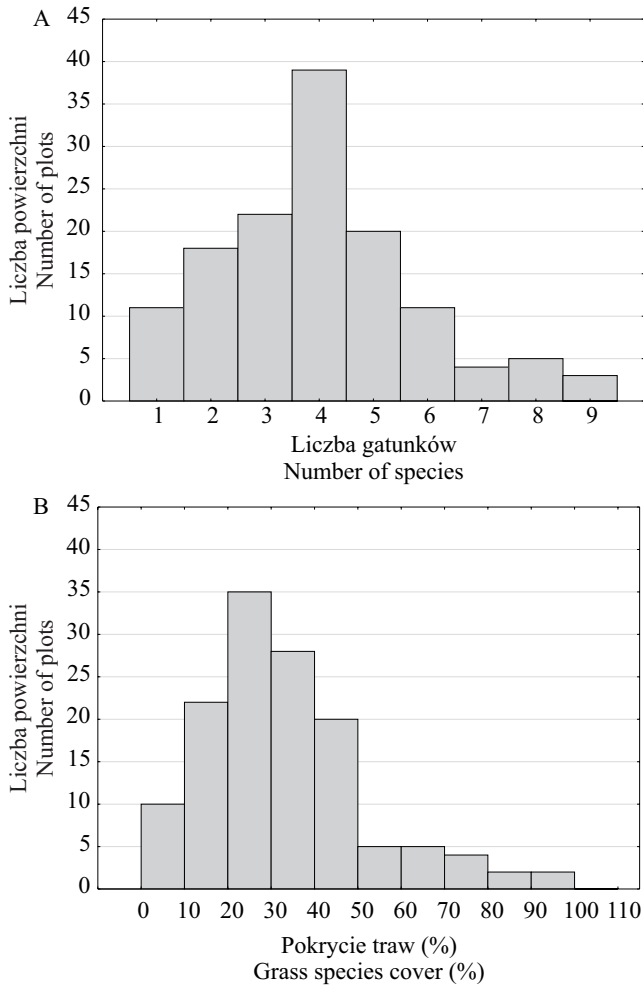 A
45
40
35
30
25
20
15
10
5
0
Liczba powierzchni
Number of plots
1 2 3 4 5 6 7 8 9
Liczba gatunków
Number of species
B
45
40
35
30
25
20
15
10
5
0
Liczba powierzchni
Number of plots
0 10 20 30 40 50 60 70 80 90 100 110
Pokrycie traw (%)
Grass species cover (%)